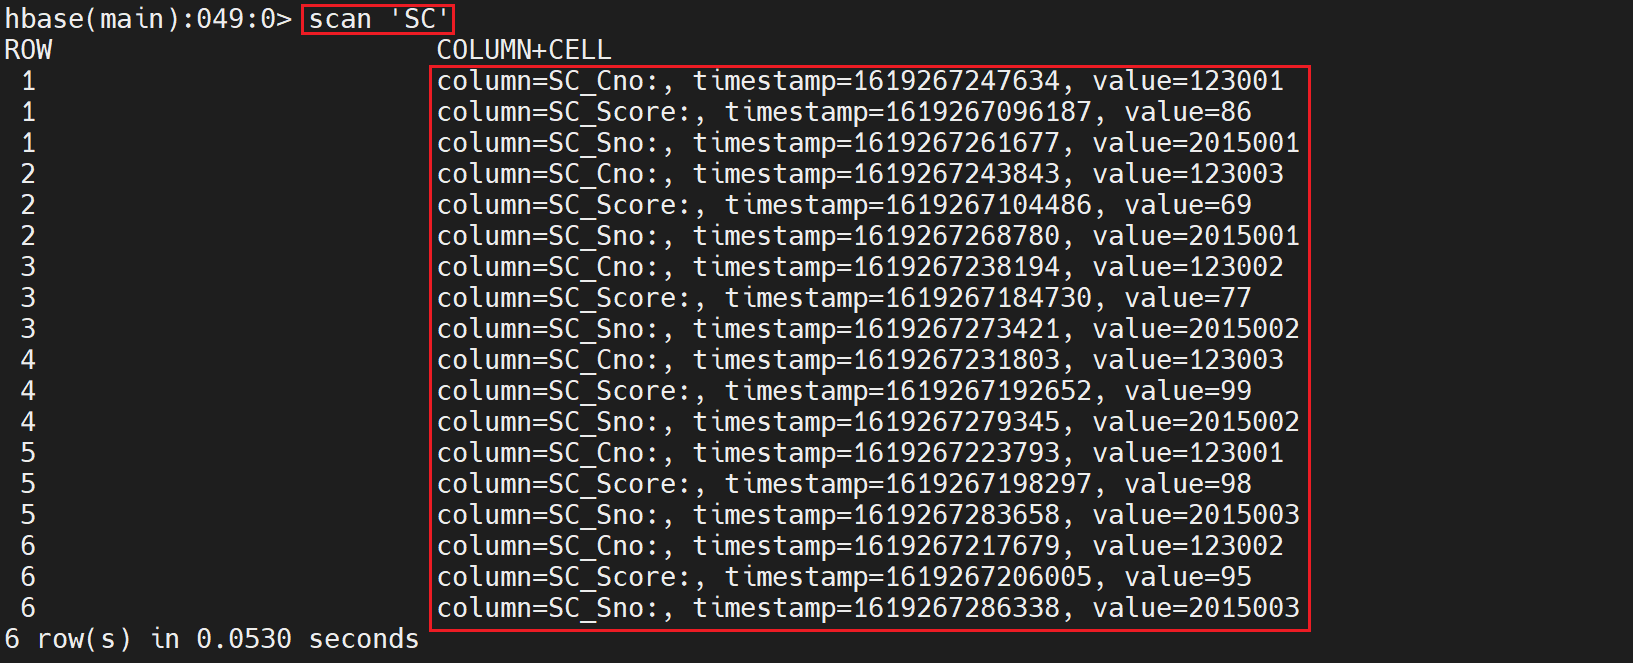 hbase(main):049:0> scan 'SC'
ROW COLUMN+CELL
1 column=SC_Cno:, timestamp=1619267247634, value=123001
1 column=SC_Score:, timestamp=1619267096187, value=86
1 column=SC_Sno:, timestamp=1619267261677, value=2015001
2 column=SC_Cno:, timestamp=1619267243843, value=123003
2 column=SC_Score:, timestamp=1619267104486, value=69
2 column=SC_Sno:, timestamp=1619267268780, value=2015001
3 column=SC_Cno:, timestamp=1619267238194, value=123002
3 column=SC_Score:, timestamp=1619267184730, value=77
3 column=SC_Sno:, timestamp=1619267273421, value=2015002
4 column=SC_Cno:, timestamp=1619267231803, value=123003
4 column=SC_Score:, timestamp=1619267192652, value=99
4 column=SC_Sno:, timestamp=1619267279345, value=2015002
5 column=SC_Cno:, timestamp=1619267223793, value=123001
5 column=SC_Score:, timestamp=1619267198297, value=98
5 column=SC_Sno:, timestamp=1619267283658, value=2015003
6 column=SC_Cno:, timestamp=1619267217679, value=123002
6 column=SC_Score:, timestamp=1619267206005, value=95
6 column=SC_Sno:, timestamp=1619267286338, value=2015003
6 row(s) in 0.0530 seconds